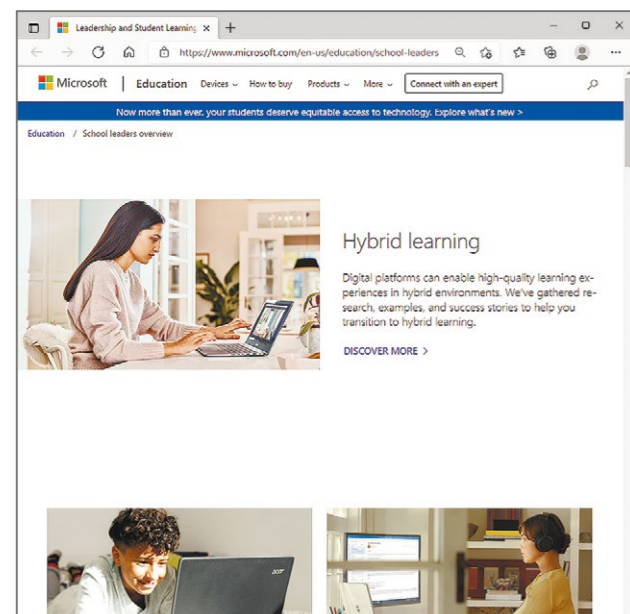 Leadership and Student Learning
https://www.microsoft.com/en-us/education/school-leaders
Microsoft | Education Devices How to buy Products More Connect with an expert
Now more than ever, your students deserve equitable access to technology. Explore what's new >
Education / School leaders overview
Hybrid learning
Digital platforms can enable high-quality learning ex-
periences in hybrid environments. We've gathered re-
search, examples, and success stories to help you
transition to hybrid learning.
DISCOVER MORE >
acer